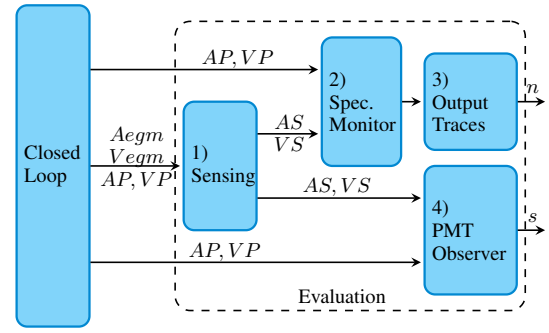 Closed
Loop
AP, VP
Aegm
Vegm
AP, VP
1)
Sensing
AS
VS
2)
Spec.
Monitor
3)
Output
Traces
n
AS, VS
4)
PMT
Observer
s
AP, VP
Evaluation